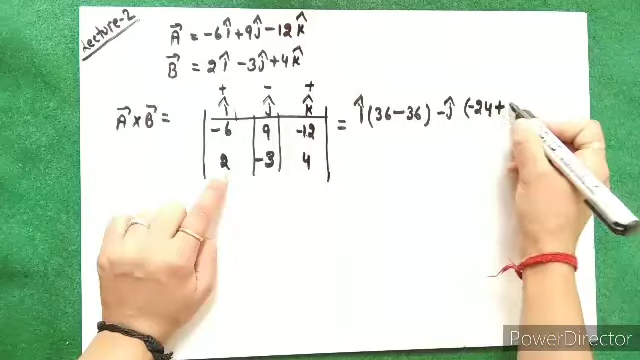 Lecture-2
A⃗ = -6î+9ĵ-12k̂
B⃗ = 2î-3ĵ+4k̂
+ - +
A⃗×B⃗ = | î ĵ k̂ | = î(36-36) -ĵ(-24+
-6 9 -12
2 -3 4
PowerDirector